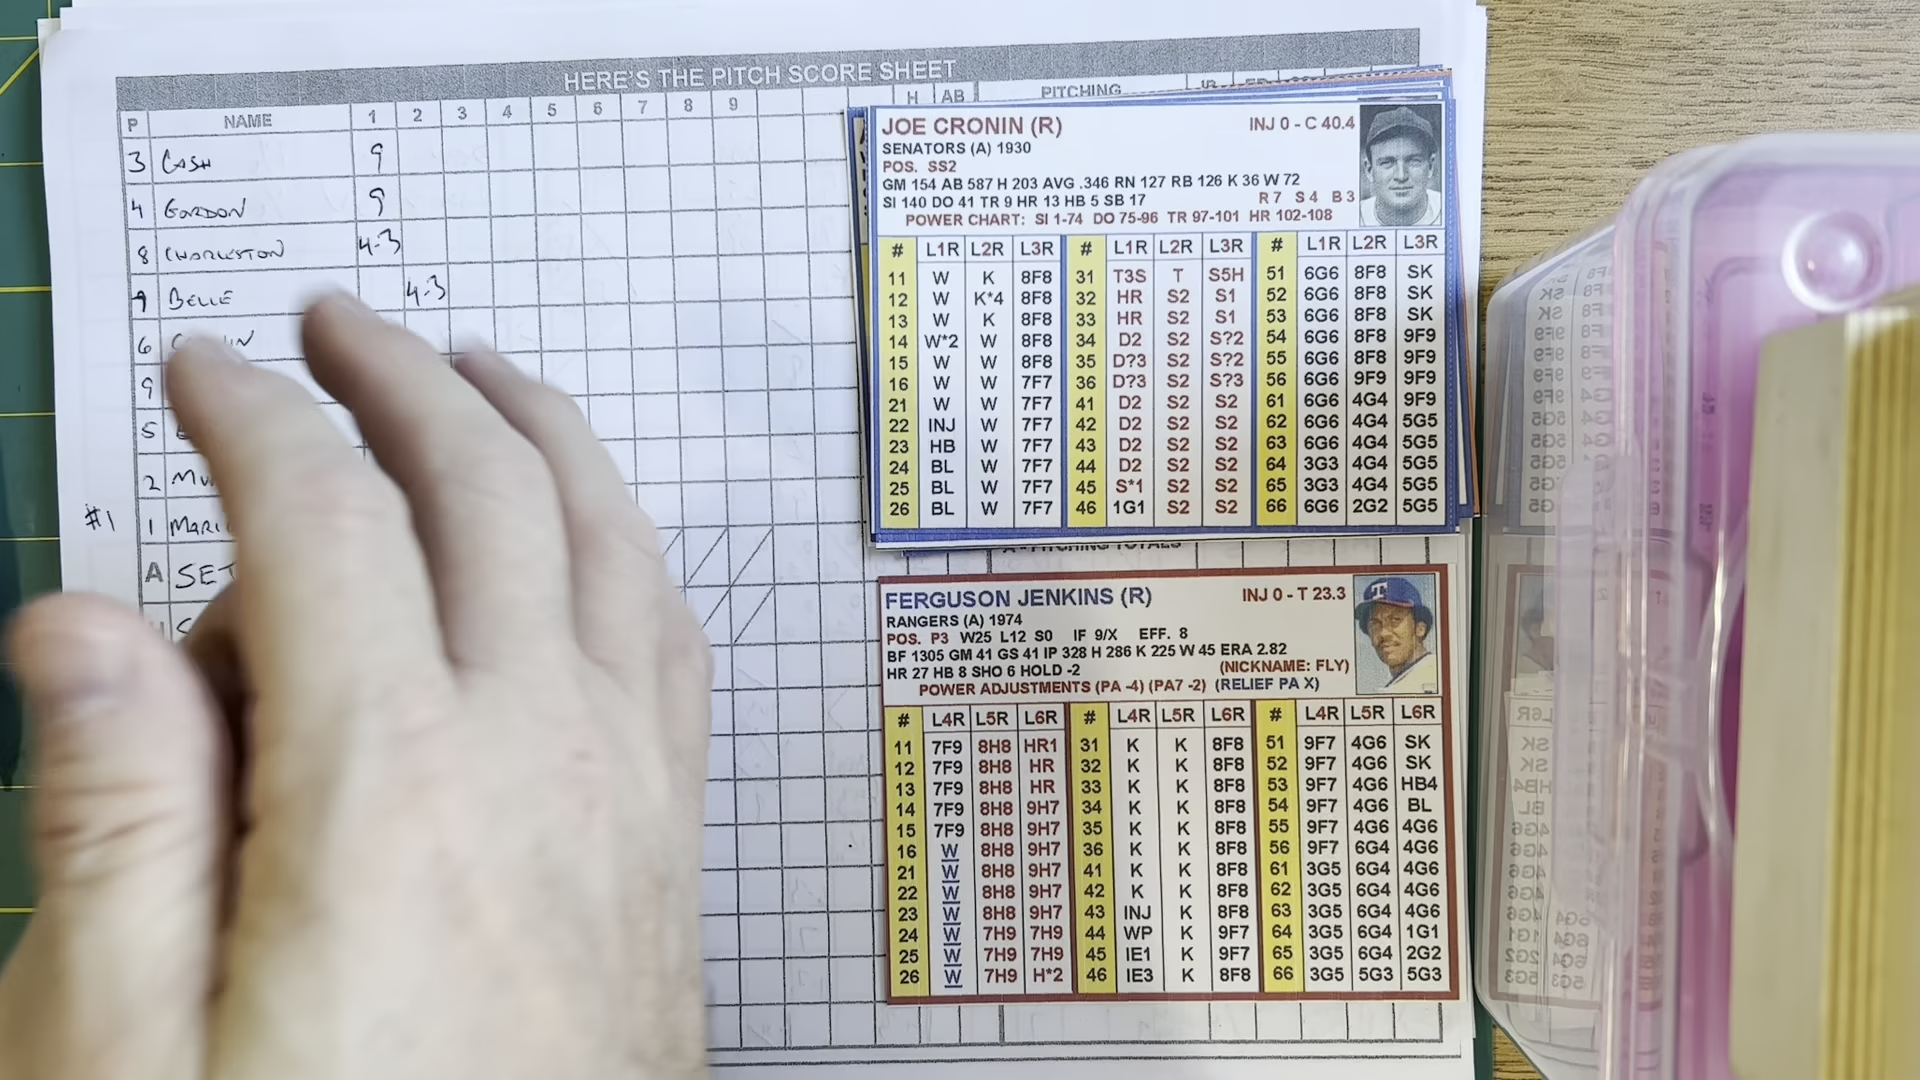 HERE'S THE PITCH SCORE SHEET
P NAME 1 2 3 4 5 6 7 8 9 H AB PITCHING
3 CASH 9
4 GORDON 9
8 CHARLESTON 4-3
9 BELLE 4-3
6
9
5
2
#1 1
A SET
JOE CRONIN (R) INJ 0 - C 40.4
SENATORS (A) 1930
POS. SS2
GM 154 AB 587 H 203 AVG .346 RN 127 RB 126 K 36 W 72
SI 140 DO 41 TR 9 HR 13 HB 5 SB 17 R 7 S 4 B 3
POWER CHART: SI 1-74 DO 75-96 TR 97-101 HR 102-108
# L1R L2R L3R # L1R L2R L3R # L1R L2R L3R
11 W K 8F8 31 T3S T S5H 51 6G6 8F8 SK
12 W K*4 8F8 32 HR S2 S1 52 6G6 8F8 SK
13 W K 8F8 33 HR S2 S1 53 6G6 8F8 SK
14 W*2 W 8F8 34 D2 S2 S?2 54 6G6 8F8 9F9
15 W W 8F8 35 D?3 S2 S?2 55 6G6 8F8 9F9
16 W W 7F7 36 D?3 S2 S?3 56 6G6 9F9 9F9
21 W W 7F7 41 D2 S2 S2 61 6G6 4G4 9F9
22 INJ W 7F7 42 D2 S2 S2 62 6G6 4G4 5G5
23 HB W 7F7 43 D2 S2 S2 63 6G6 4G4 5G5
24 BL W 7F7 44 D2 S2 S2 64 3G3 4G4 5G5
25 BL W 7F7 45 S*1 S2 S2 65 3G3 4G4 5G5
26 BL W 7F7 46 1G1 S2 S2 66 6G6 2G2 5G5
PITCHING TOTALS
FERGUSON JENKINS (R) INJ 0 - T 23.3
RANGERS (A) 1974
POS. P3 W25 L12 S0 IF 9/X EFF. 8
BF 1305 GM 41 GS 41 IP 328 H 286 K 225 W 45 ERA 2.82
HR 27 HB 8 SHO 6 HOLD -2 (NICKNAME: FLY)
POWER ADJUSTMENTS (PA -4) (PA7 -2) (RELIEF PA X)
# L4R L5R L6R # L4R L5R L6R # L4R L5R L6R
11 7F9 8H8 HR1 31 K K 8F8 51 9F7 4G6 SK
12 7F9 8H8 HR 32 K K 8F8 52 9F7 4G6 SK
13 7F9 8H8 HR 33 K K 8F8 53 9F7 4G6 HB4
14 7F9 8H8 9H7 34 K K 8F8 54 9F7 4G6 BL
15 7F9 8H8 9H7 35 K K 8F8 55 9F7 4G6 4G6
16 W 8H8 9H7 36 K K 8F8 56 9F7 6G4 4G6
21 W 8H8 9H7 41 K K 8F8 61 3G5 6G4 4G6
22 W 8H8 9H7 42 K K 8F8 62 3G5 6G4 4G6
23 W 8H8 9H7 43 INJ K 8F8 63 3G5 6G4 4G6
24 W 7H9 9H7 44 WP K 9F7 64 3G5 6G4 1G1
25 W 7H9 7H9 45 IE1 K 9F7 65 3G5 6G4 2G2
26 W 7H9 H*2 46 IE3 K 8F8 66 3G5 5G3 5G3